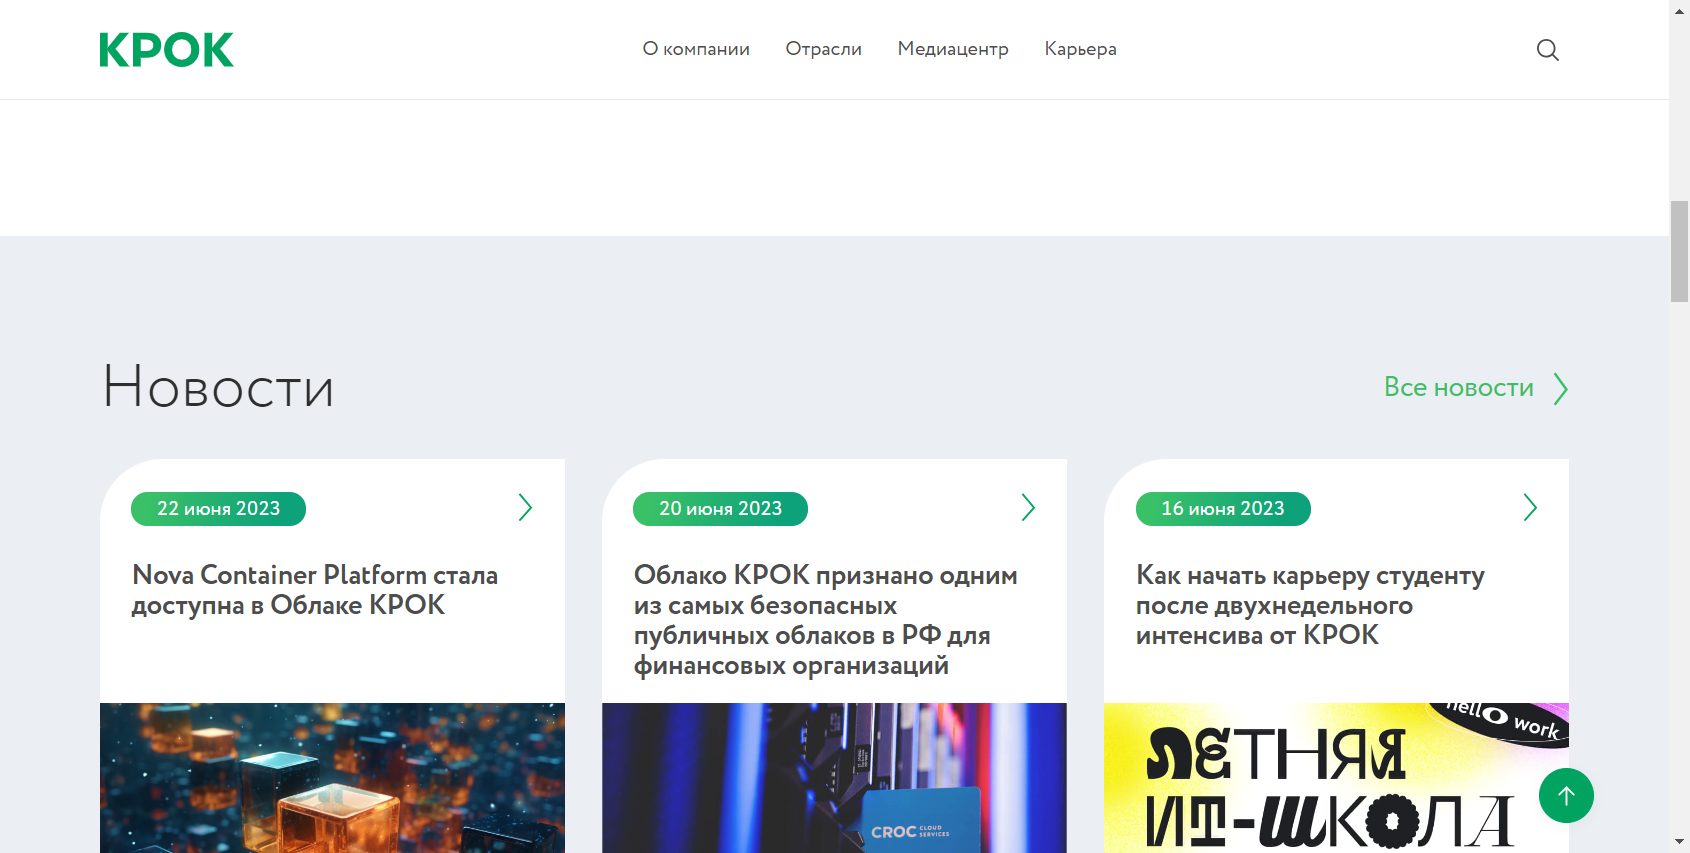 КРОК
О компании
Отрасли
Медиацентр
Карьера
Новости
Все новости
22 июня 2023
Nova Container Platform стала
доступна в Облаке КРОК
20 июня 2023
Облако КРОК признано одним
из самых безопасных
публичных облаков в РФ для
финансовых организаций
CROC CLOUD
SERVICES
16 июня 2023
Как начать карьеру студенту
после двухнедельного
интенсива от КРОК
hellO work
ЛЕТНЯЯ
ИТ-ШКОЛА